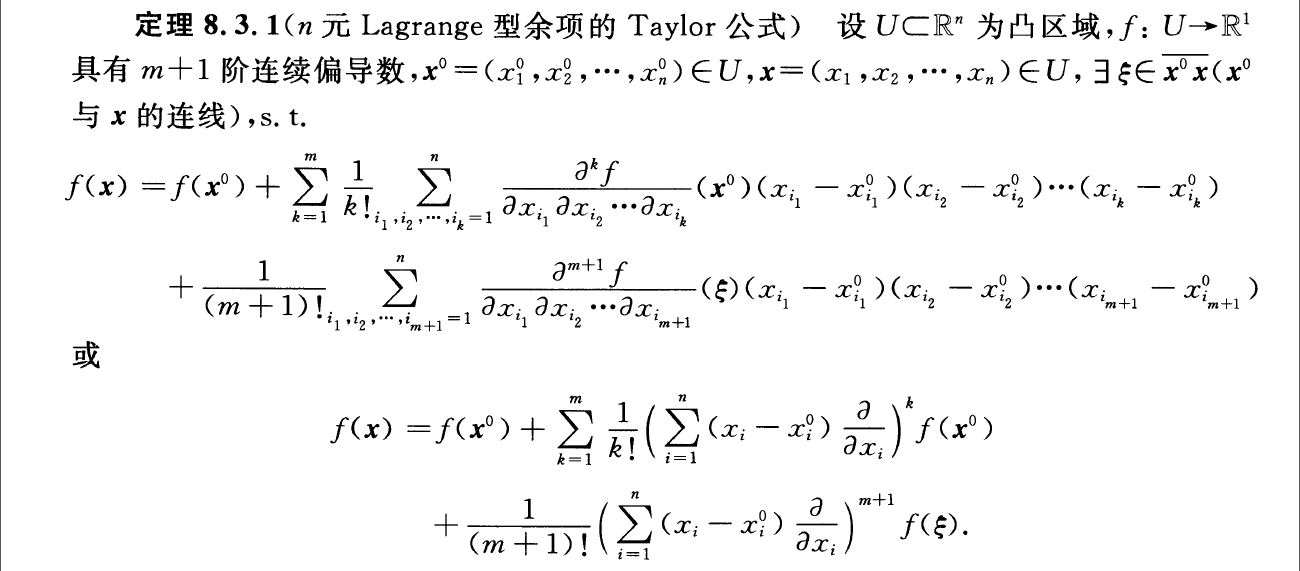 定理 8.3.1(n 元 Lagrange 型余项的 Taylor 公式) 设 $U\subset\mathbb{R}^n$ 为凸区域, $f: U\to\mathbb{R}^1$
具有 $m+1$ 阶连续偏导数, $\boldsymbol{x}^0=(x_1^0,x_2^0,\cdots,x_n^0)\in U,\boldsymbol{x}=(x_1,x_2,\cdots,x_n)\in U,\exists\boldsymbol{\xi}\in\overline{\boldsymbol{x}^0\boldsymbol{x}}(\boldsymbol{x}^0$
与 $\boldsymbol{x}$ 的连线),s.t.
$f(\boldsymbol{x})=f(\boldsymbol{x}^0)+\sum_{k=1}^{m}\frac{1}{k!}\sum_{i_1,i_2,\cdots,i_k=1}^{n}\frac{\partial^k f}{\partial x_{i_1}\partial x_{i_2}\cdots\partial x_{i_k}}(\boldsymbol{x}^0)(x_{i_1}-x_{i_1}^0)(x_{i_2}-x_{i_2}^0)\cdots(x_{i_k}-x_{i_k}^0)$
$+\frac{1}{(m+1)!}\sum_{i_1,i_2,\cdots,i_{m+1}=1}^{n}\frac{\partial^{m+1} f}{\partial x_{i_1}\partial x_{i_2}\cdots\partial x_{i_{m+1}}}(\boldsymbol{\xi})(x_{i_1}-x_{i_1}^0)(x_{i_2}-x_{i_2}^0)\cdots(x_{i_{m+1}}-x_{i_{m+1}}^0)$
或
$f(\boldsymbol{x})=f(\boldsymbol{x}^0)+\sum_{k=1}^{m}\frac{1}{k!}\left(\sum_{i=1}^{n}(x_i-x_i^0)\frac{\partial}{\partial x_i}\right)^k f(\boldsymbol{x}^0)$
$+\frac{1}{(m+1)!}\left(\sum_{i=1}^{n}(x_i-x_i^0)\frac{\partial}{\partial x_i}\right)^{m+1} f(\boldsymbol{\xi}).$